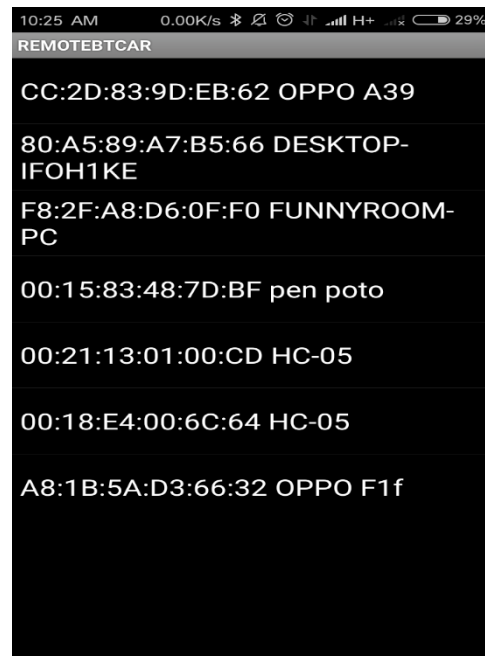 10:25 AM 0.00K/s H+ 29%
REMOTEBTCAR
CC:2D:83:9D:EB:62 OPPO A39
80:A5:89:A7:B5:66 DESKTOP-
IFOH1KE
F8:2F:A8:D6:0F:F0 FUNNYROOM-
PC
00:15:83:48:7D:BF pen poto
00:21:13:01:00:CD HC-05
00:18:E4:00:6C:64 HC-05
A8:1B:5A:D3:66:32 OPPO F1f